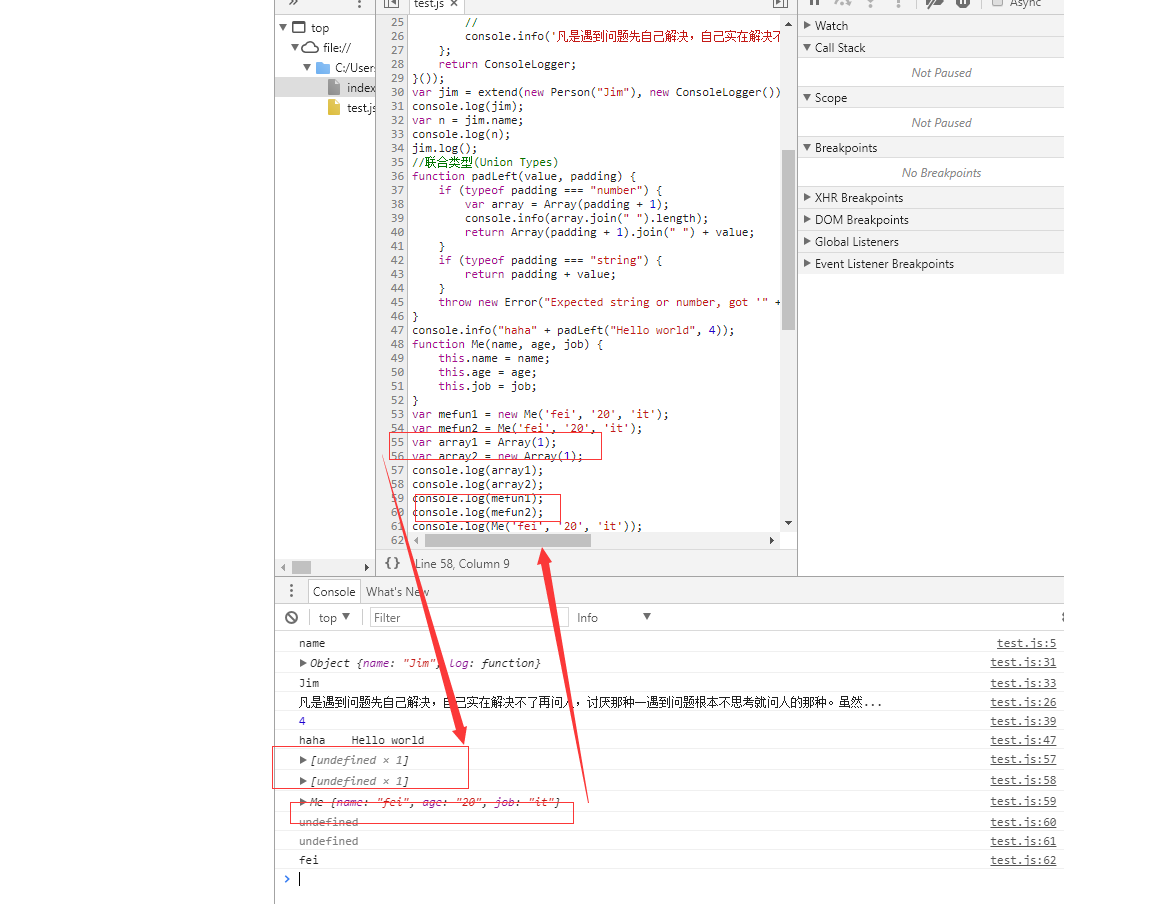 test.js ×
Async
top
file://
C:/Users
index
test.js
25 //
26 console.info('凡是遇到问题先自己解决，自己实在解决不
27 };
28 return ConsoleLogger;
29 }());
30 var jim = extend(new Person("Jim"), new ConsoleLogger())
31 console.log(jim);
32 var n = jim.name;
33 console.log(n);
34 jim.log();
35 //联合类型(Union Types)
36 function padLeft(value, padding) {
37 if (typeof padding === "number") {
38 var array = Array(padding + 1);
39 console.info(array.join(" ").length);
40 return Array(padding + 1).join(" ") + value;
41 }
42 if (typeof padding === "string") {
43 return padding + value;
44 }
45 throw new Error("Expected string or number, got '" +
46 }
47 console.info("haha" + padLeft("Hello world", 4));
48 function Me(name, age, job) {
49 this.name = name;
50 this.age = age;
51 this.job = job;
52 }
53 var mefun1 = new Me('fei', '20', 'it');
54 var mefun2 = Me('fei', '20', 'it');
55 var array1 = Array(1);
56 var array2 = new Array(1);
57 console.log(array1);
58 console.log(array2);
59 console.log(mefun1);
60 console.log(mefun2);
61 console.log(Me('fei', '20', 'it'));
62
{} Line 58, Column 9
Watch
Call Stack
Not Paused
Scope
Not Paused
Breakpoints
No Breakpoints
XHR Breakpoints
DOM Breakpoints
Global Listeners
Event Listener Breakpoints
Console What's New
top Filter Info
name test.js:5
Object {name: "Jim", log: function} test.js:31
Jim test.js:33
凡是遇到问题先自己解决，自己实在解决不了再问人，讨厌那种一遇到问题根本不思考就问人的那种。虽然... test.js:26
4 test.js:39
haha    Hello world test.js:47
[undefined × 1] test.js:57
[undefined × 1] test.js:58
Me {name: "fei", age: "20", job: "it"} test.js:59
undefined test.js:60
undefined test.js:61
fei test.js:62